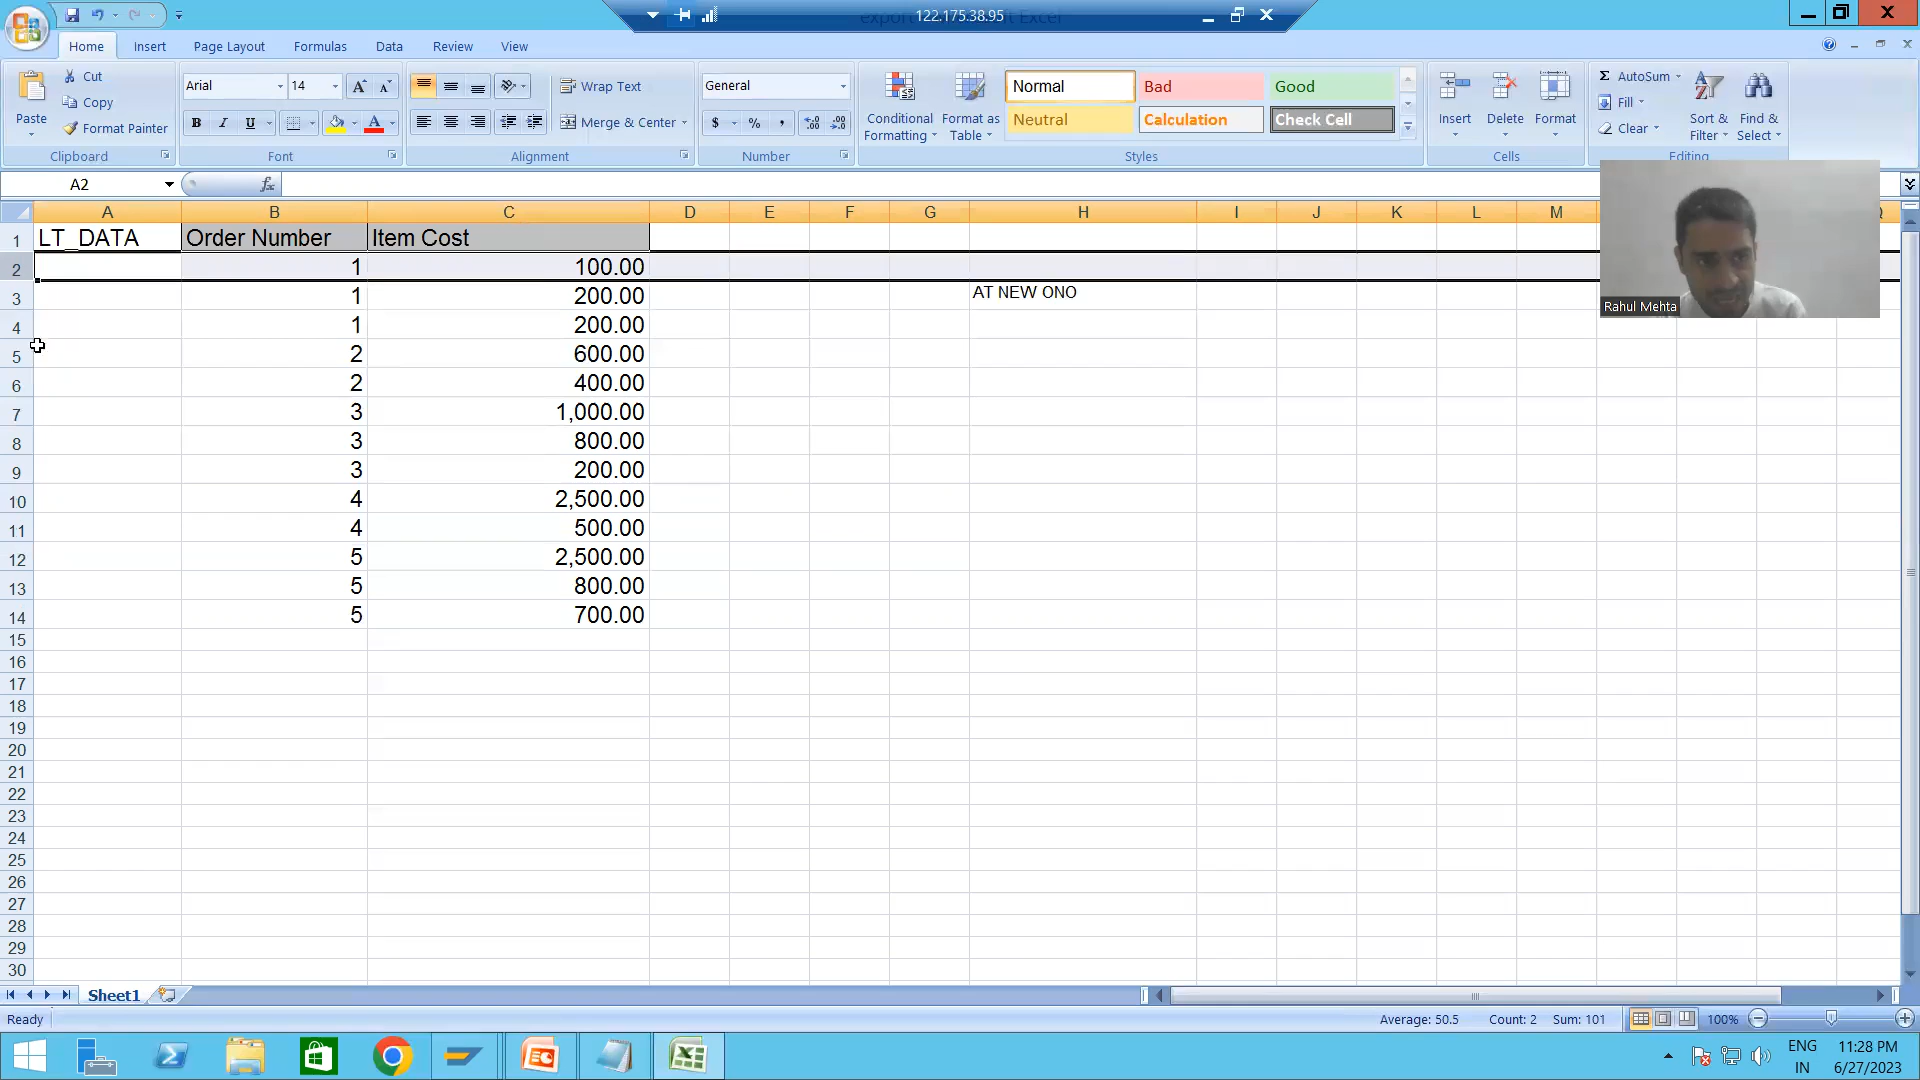 122.175.38.95
Home Insert Page Layout Formulas Data Review View
Paste
Cut
Copy
Format Painter
Clipboard
Arial 14
B I U
Font
Wrap Text
Merge & Center
Alignment
General
$ % ,
Number
Conditional Formatting
Format as Table
Normal Bad Good
Neutral Calculation Check Cell
Styles
Insert Delete Format
Cells
AutoSum
Fill
Clear
Sort & Filter
Find & Select
Editing
A2
fx
A B C D E F G H I J K L M Q
1 LT_DATA Order Number Item Cost
2 1 100.00
3 1 200.00 AT NEW ONO
4 1 200.00
5 2 600.00
6 2 400.00
7 3 1,000.00
8 3 800.00
9 3 200.00
10 4 2,500.00
11 4 500.00
12 5 2,500.00
13 5 800.00
14 5 700.00
15
16
17
18
19
20
21
22
23
24
25
26
27
28
29
30
Rahul Mehta
Sheet1
Ready Average: 50.5 Count: 2 Sum: 101 100%
ENG 11:28 PM
IN 6/27/2023